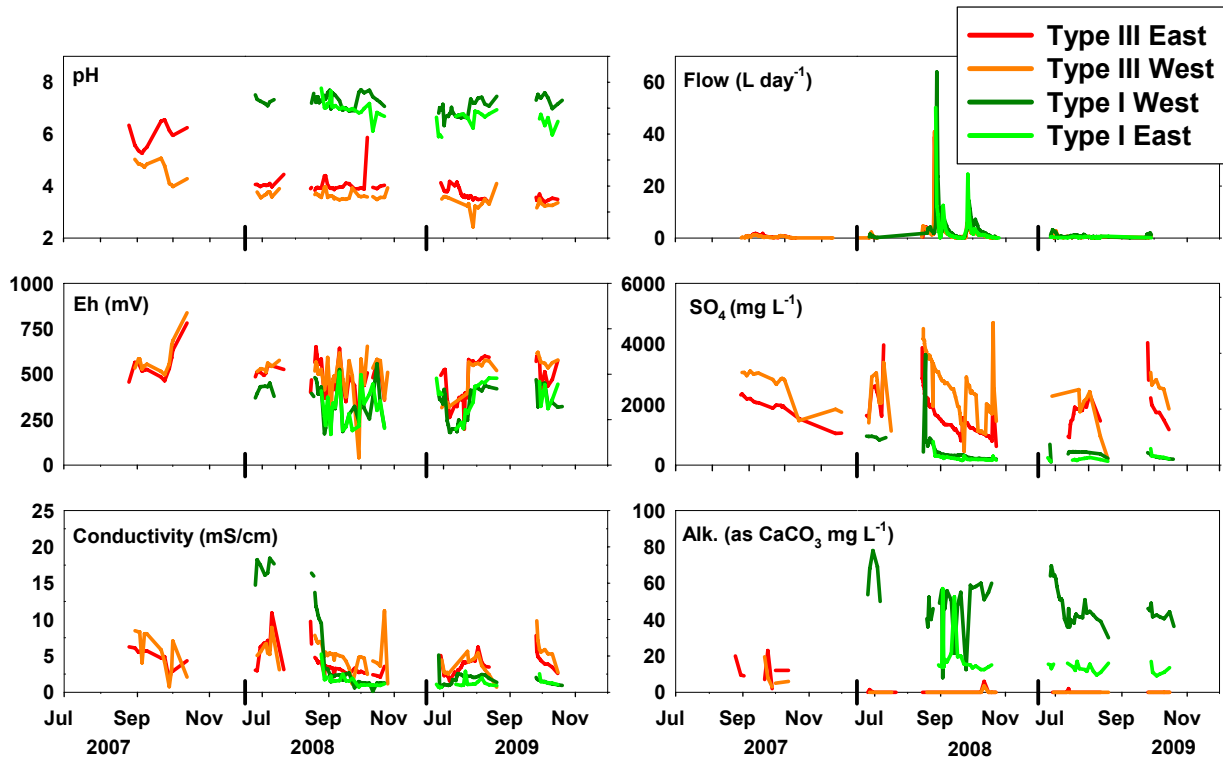 Type III East
Type III West
Type I West
Type I East
pH
8
6
4
2
Flow (L day⁻¹)
60
40
20
0
Eh (mV)
1000
750
500
250
0
SO₄ (mg L⁻¹)
6000
4000
2000
0
Conductivity (mS/cm)
25
20
15
10
5
0
Alk. (as CaCO₃ mg L⁻¹)
100
80
60
40
20
0
Jul Sep Nov Jul Sep Nov Jul Sep Nov
2007 2008 2009
Jul Sep Nov Jul Sep Nov Jul Sep Nov
2007 2008 2009